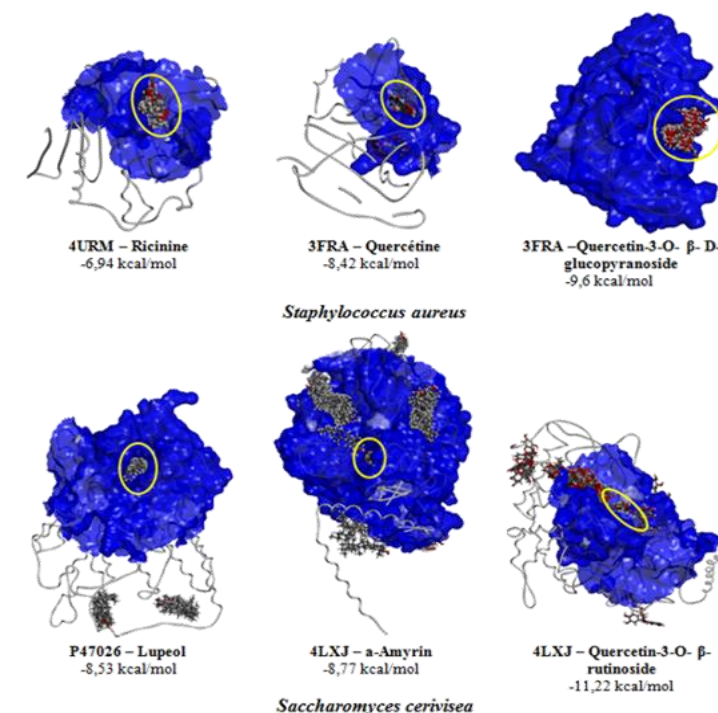 4URM – Ricinine
-6,94 kcal/mol
3FRA – Quercétine
-8,42 kcal/mol
3FRA –Quercetin-3-O- β- D-
glucopyranoside
-9,6 kcal/mol
Staphylococcus aureus
P47026 – Lupeol
-8,53 kcal/mol
4LXJ – a-Amyrin
-8,77 kcal/mol
4LXJ – Quercetin-3-O- β-
rutinoside
-11,22 kcal/mol
Saccharomyces cerivisea